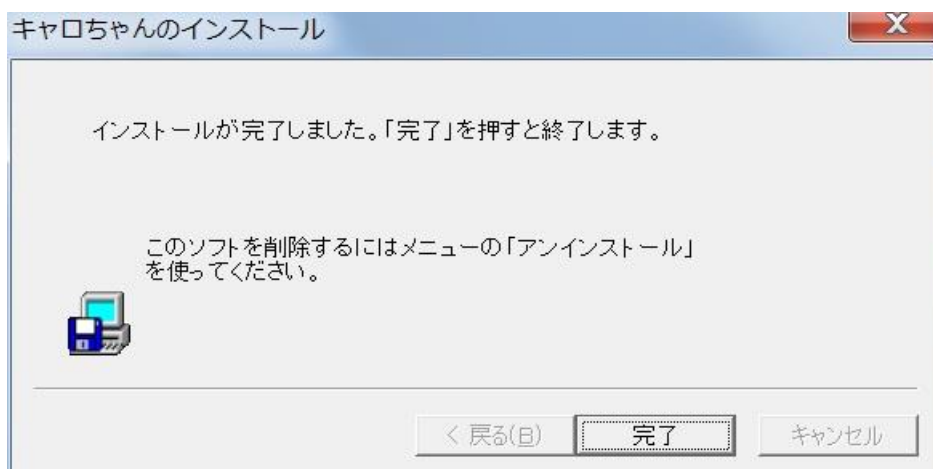 キャロちゃんのインストール
インストールが完了しました。「完了」を押すと終了します。
このソフトを削除するにはメニューの「アンインストール」
を使ってください。
< 戻る(B)
完了
キャンセル